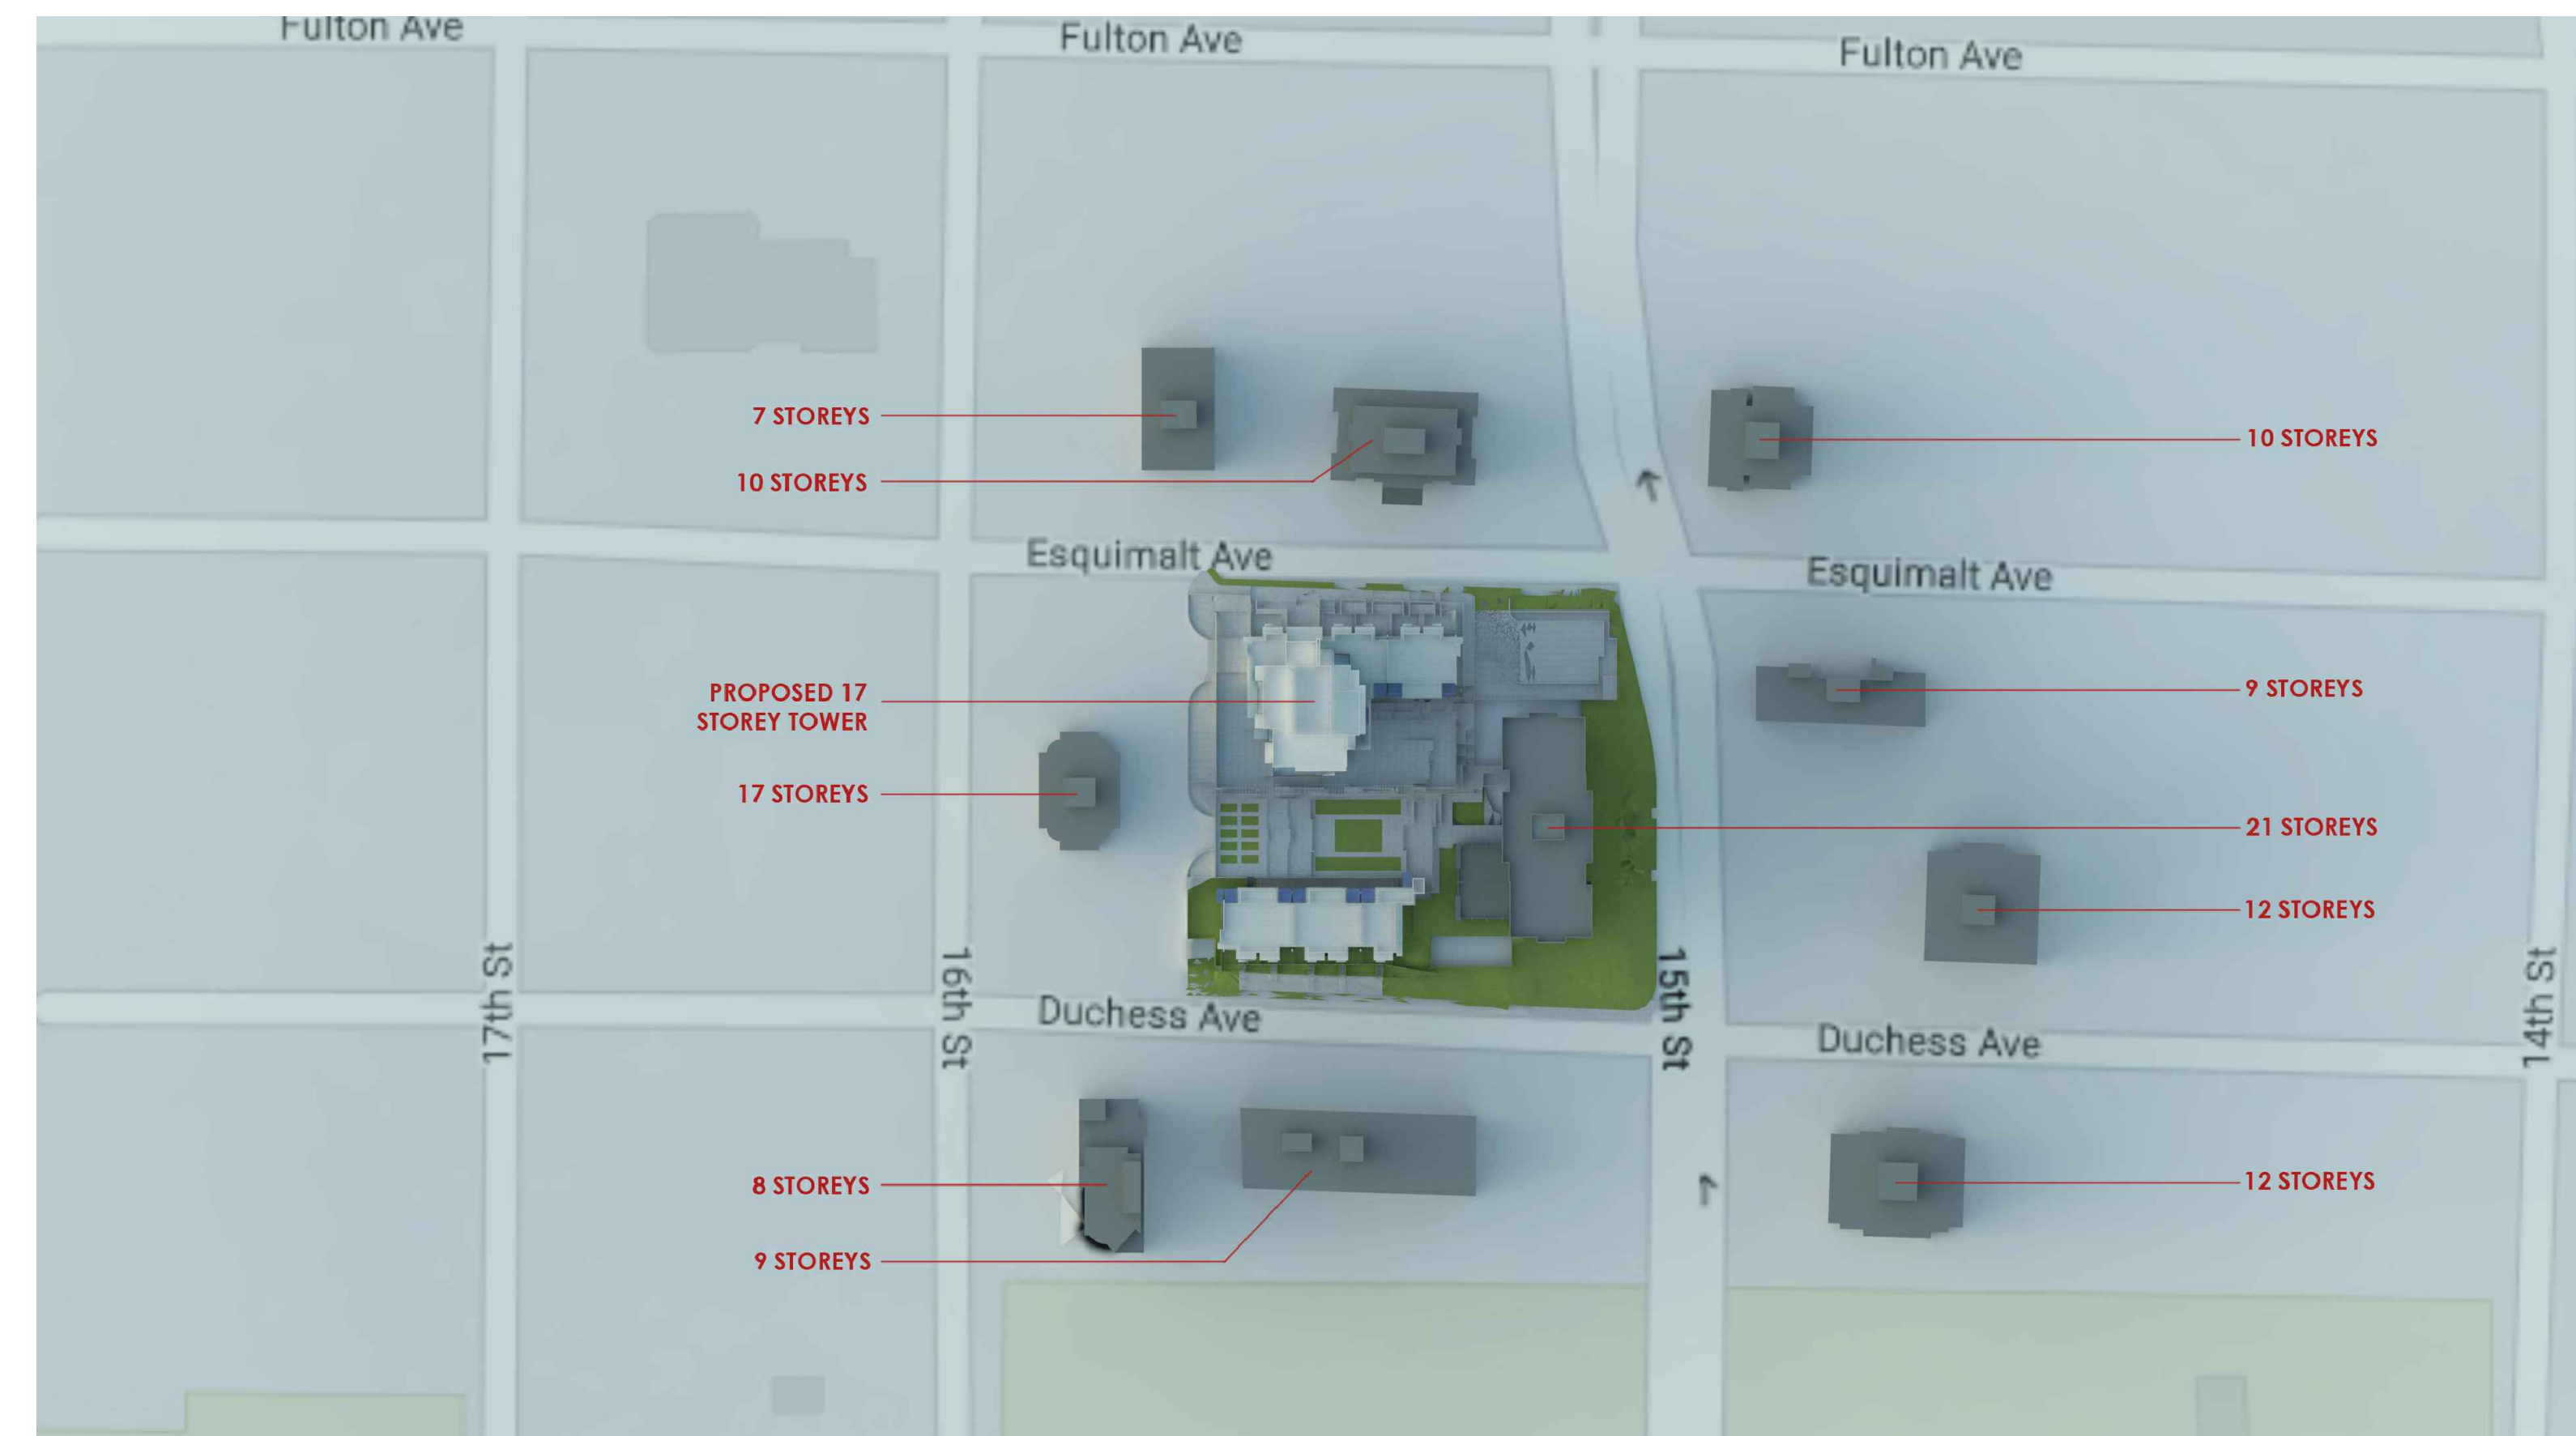 Fulton Ave
Fulton Ave
Fulton Ave
7 STOREYS
10 STOREYS
10 STOREYS
Esquimalt Ave
Esquimalt Ave
PROPOSED 17
STOREY TOWER
9 STOREYS
17 STOREYS
21 STOREYS
12 STOREYS
17th St
16th St
15th St
14th St
Duchess Ave
Duchess Ave
8 STOREYS
12 STOREYS
9 STOREYS